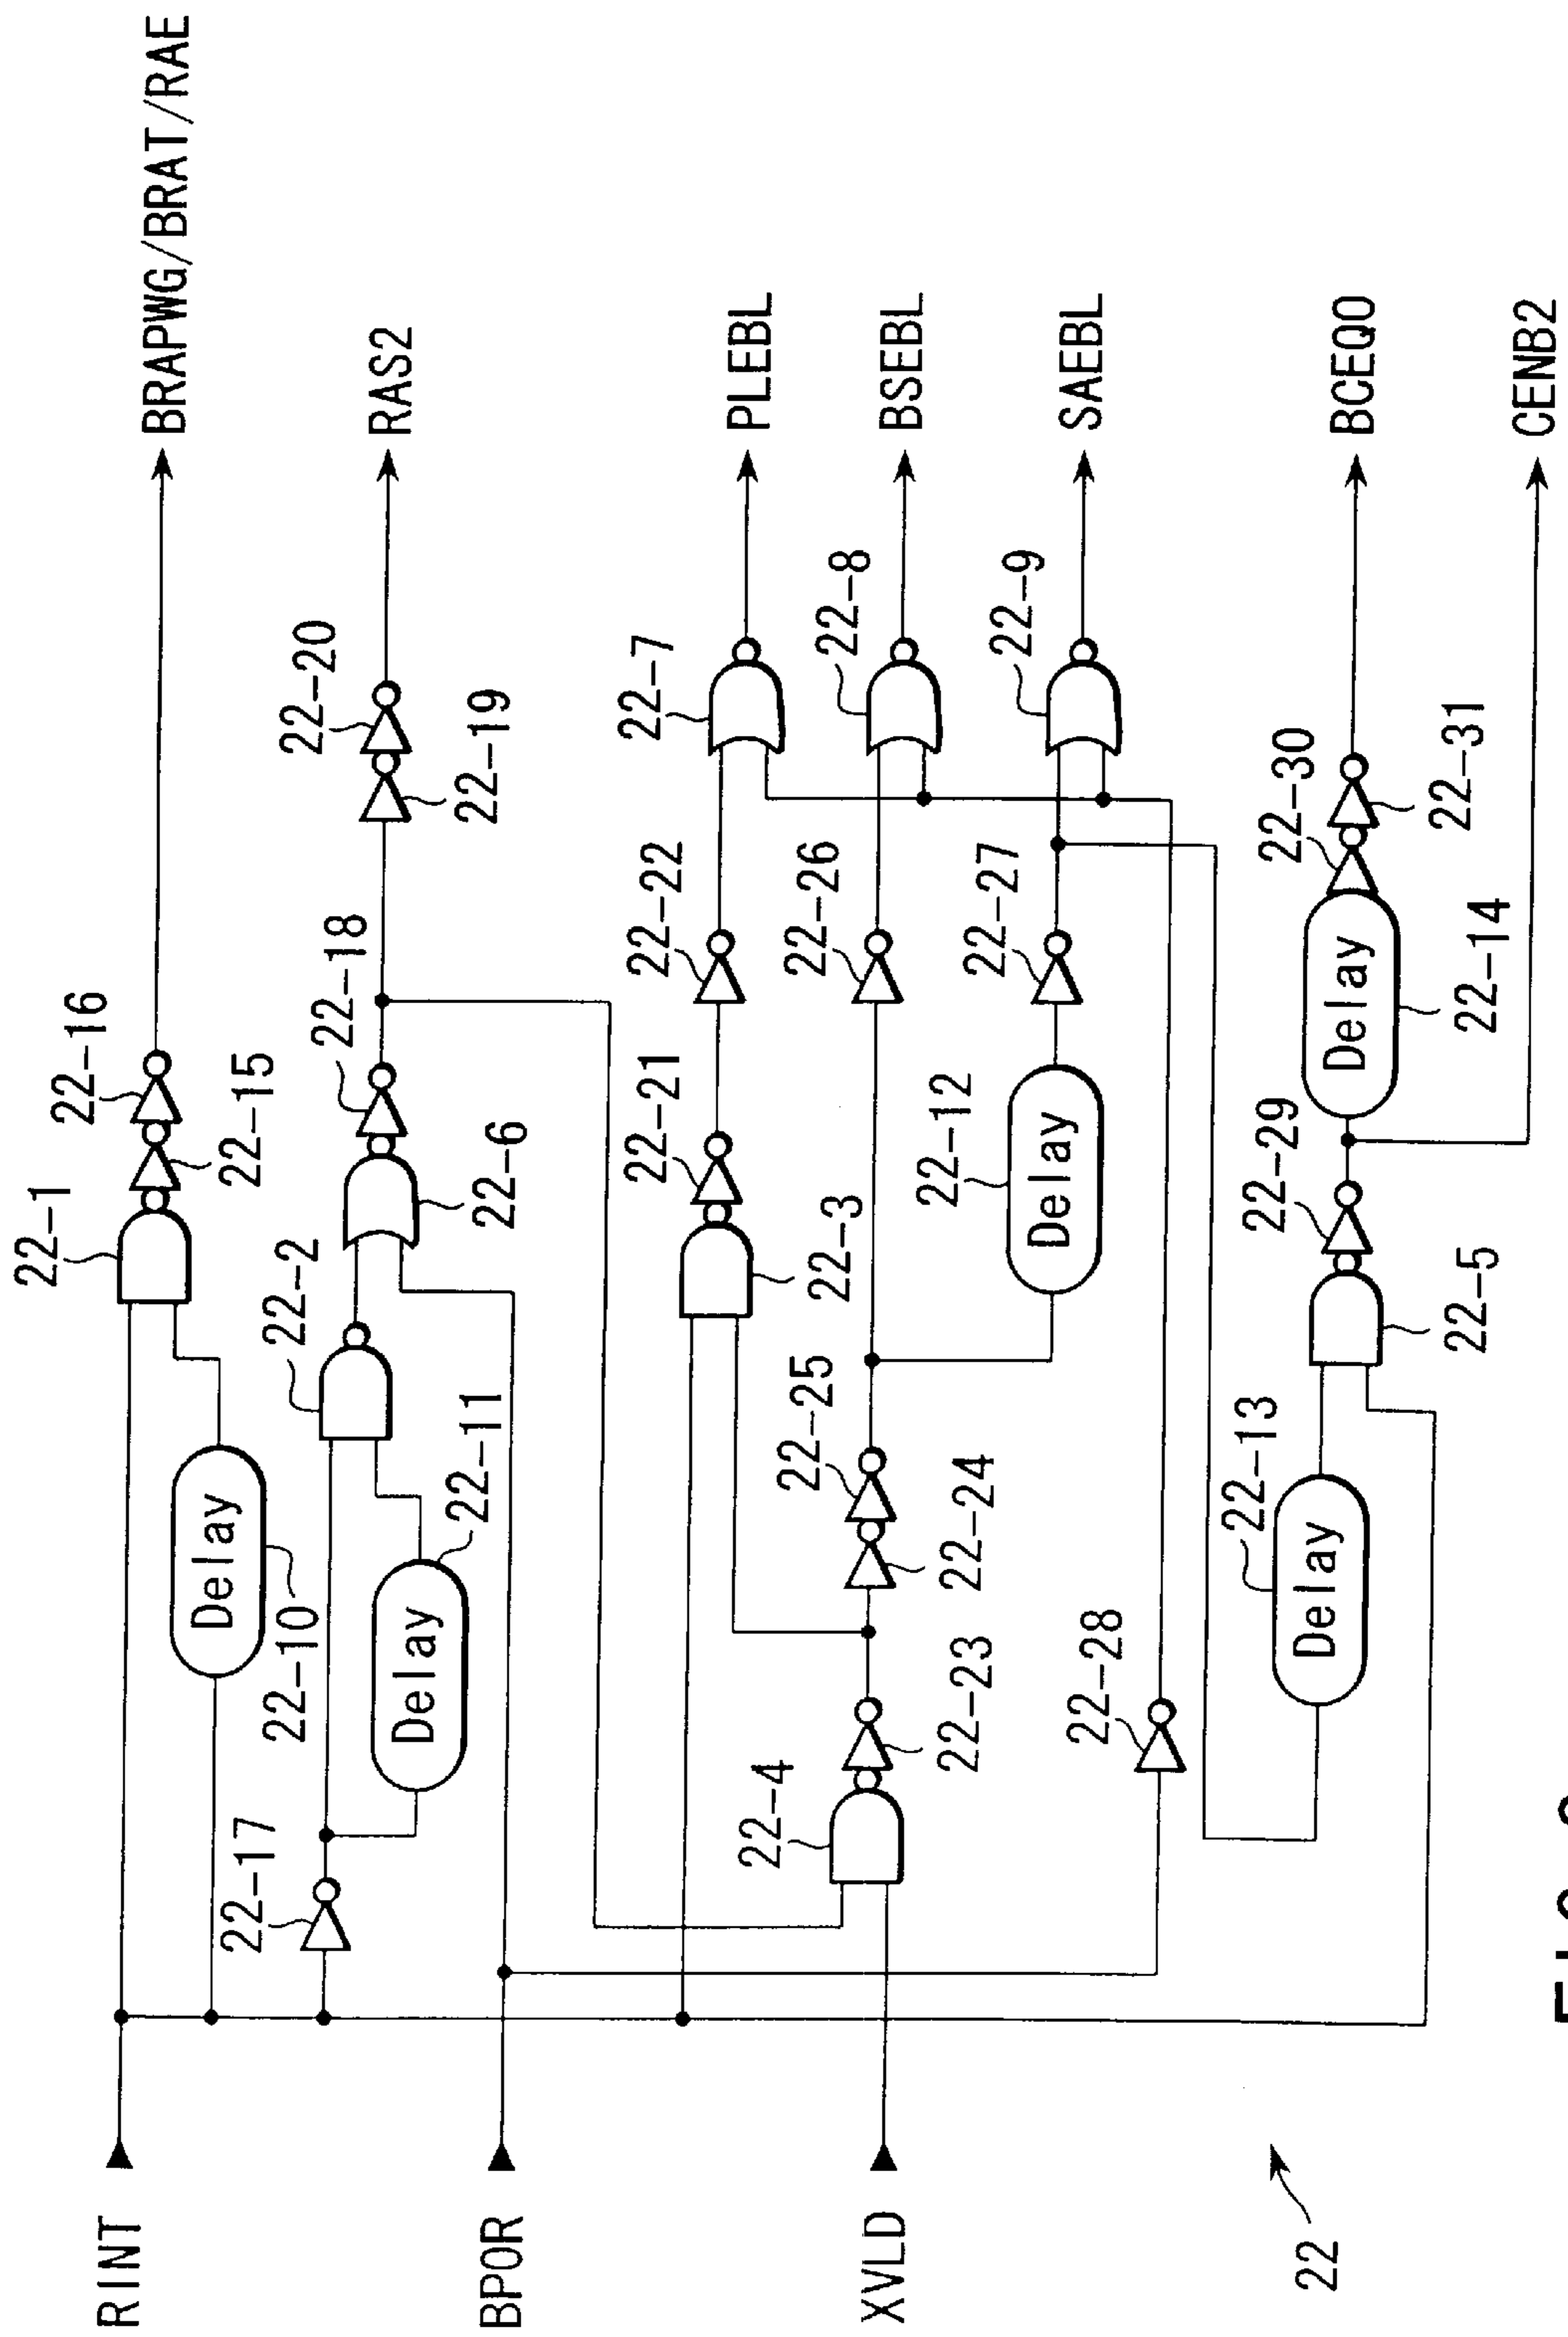 RINT
BPOR
XVLD
22
22-1
22-16
22-15
BRAPWG/BRAT/RAE
Delay
22-10
22-17
22-2
22-18
22-20
22-19
RAS2
22-6
Delay
22-11
22-21
22-22
22-7
PLEBL
22-3
22-4
22-25
22-26
22-8
BSEBL
22-23
22-24
22-12
Delay
22-27
22-9
SAEBL
22-28
22-13
Delay
22-29
22-30
BCEQ0
22-5
Delay
22-14
22-31
CENB2